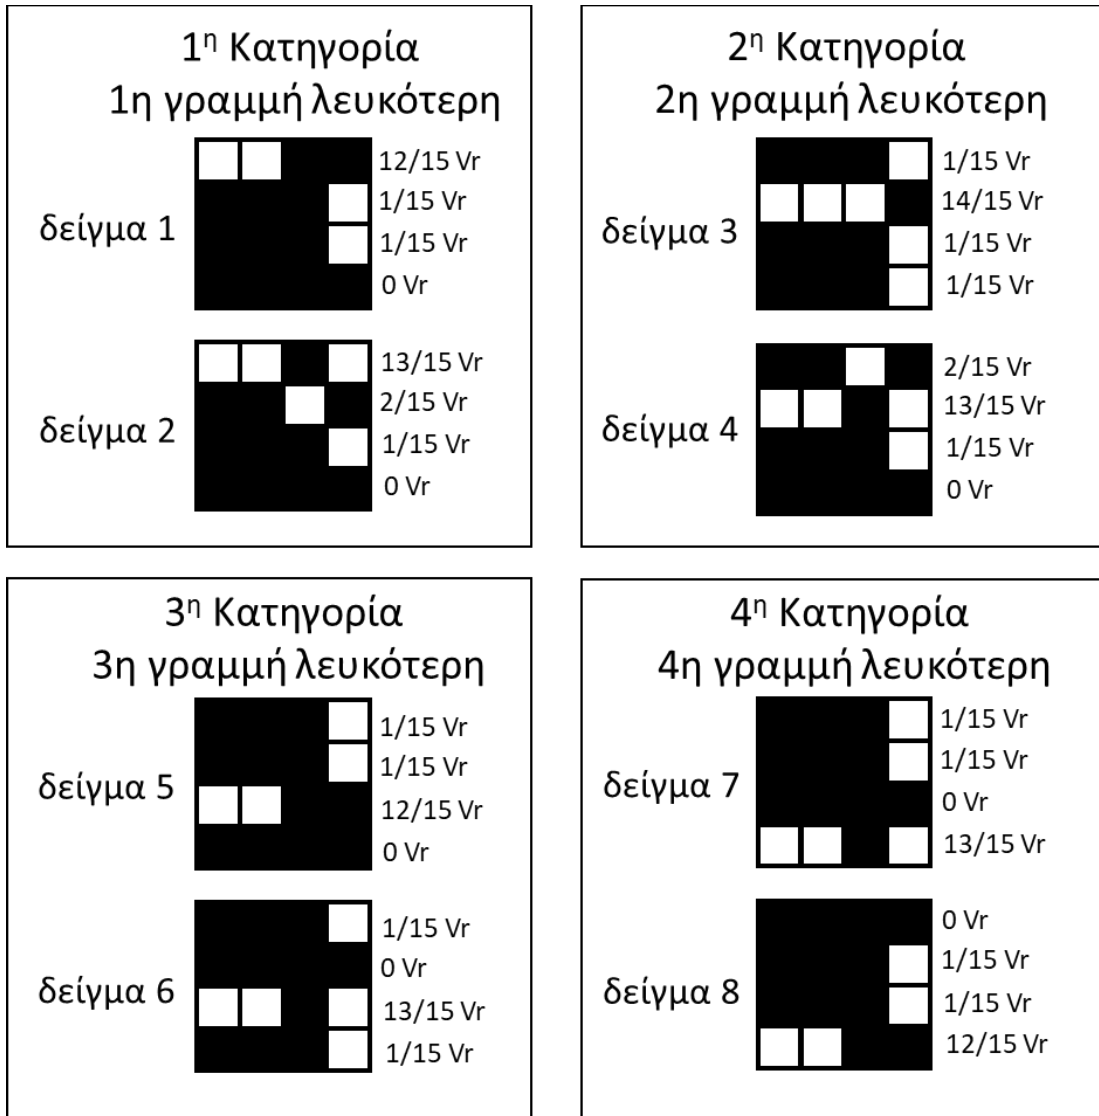 1η Κατηγορία
1η γραμμή λευκότερη
δείγμα 1
12/15 Vr
1/15 Vr
1/15 Vr
0 Vr
δείγμα 2
13/15 Vr
2/15 Vr
1/15 Vr
0 Vr
2η Κατηγορία
2η γραμμή λευκότερη
δείγμα 3
1/15 Vr
14/15 Vr
1/15 Vr
1/15 Vr
δείγμα 4
2/15 Vr
13/15 Vr
1/15 Vr
0 Vr
3η Κατηγορία
3η γραμμή λευκότερη
δείγμα 5
1/15 Vr
1/15 Vr
12/15 Vr
0 Vr
δείγμα 6
1/15 Vr
0 Vr
13/15 Vr
1/15 Vr
4η Κατηγορία
4η γραμμή λευκότερη
δείγμα 7
1/15 Vr
1/15 Vr
0 Vr
13/15 Vr
δείγμα 8
0 Vr
1/15 Vr
1/15 Vr
12/15 Vr